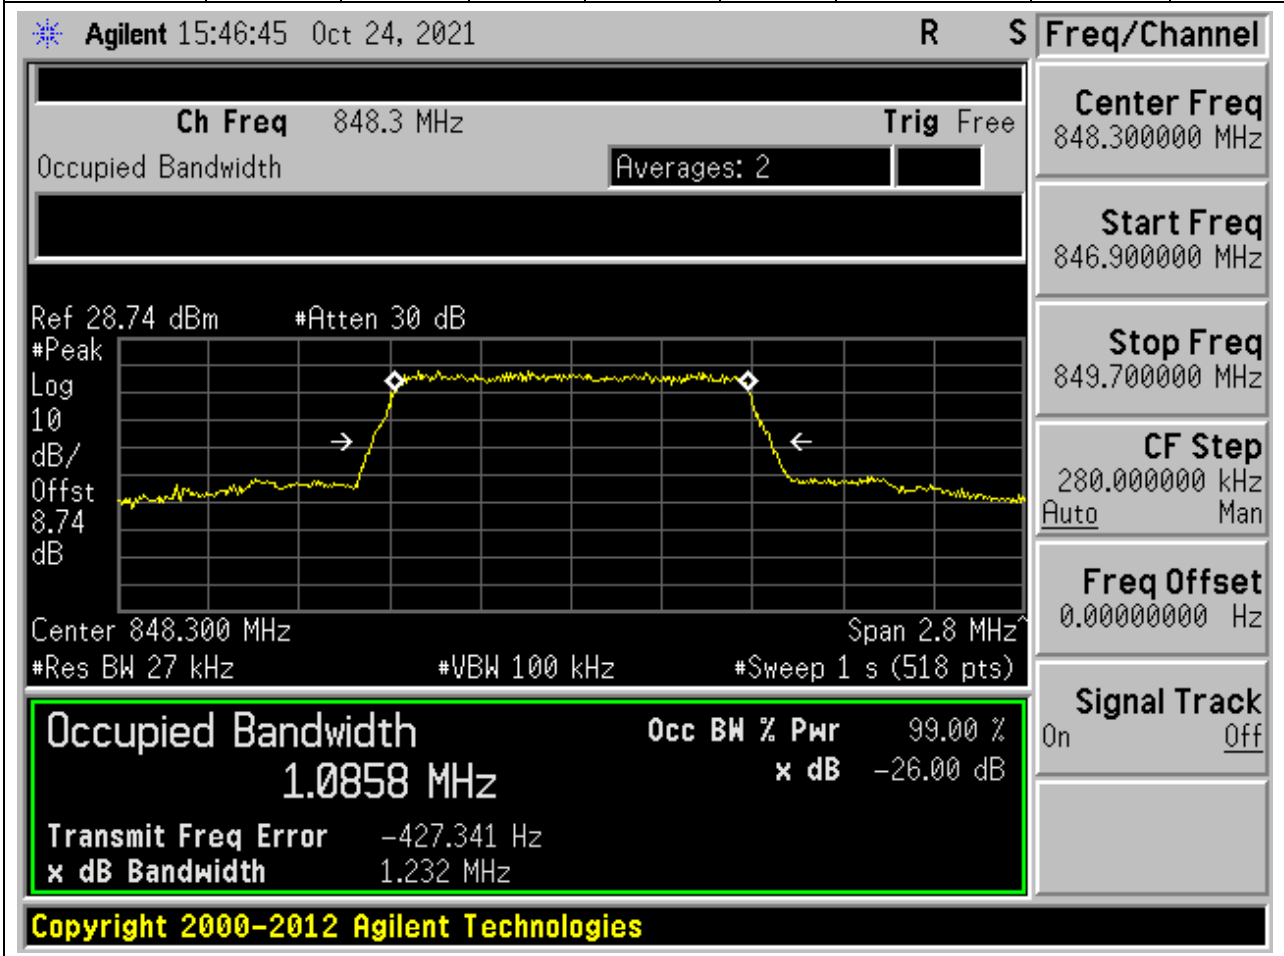 Agilent 15:46:45 Oct 24, 2021 R S
Freq/Channel
Ch Freq 848.3 MHz Trig Free
Occupied Bandwidth Averages: 2
Center Freq
848.300000 MHz
Start Freq
846.900000 MHz
Stop Freq
849.700000 MHz
CF Step
280.000000 kHz
Auto Man
Freq Offset
0.00000000 Hz
Signal Track
On Off
Ref 28.74 dBm #Atten 30 dB
#Peak
Log
10
dB/
Offst
8.74
dB
Center 848.300 MHz Span 2.8 MHz^
#Res BW 27 kHz #VBW 100 kHz #Sweep 1 s (518 pts)
Occupied Bandwidth Occ BW % Pwr 99.00 %
1.0858 MHz x dB -26.00 dB
Transmit Freq Error -427.341 Hz
x dB Bandwidth 1.232 MHz
Copyright 2000-2012 Agilent Technologies